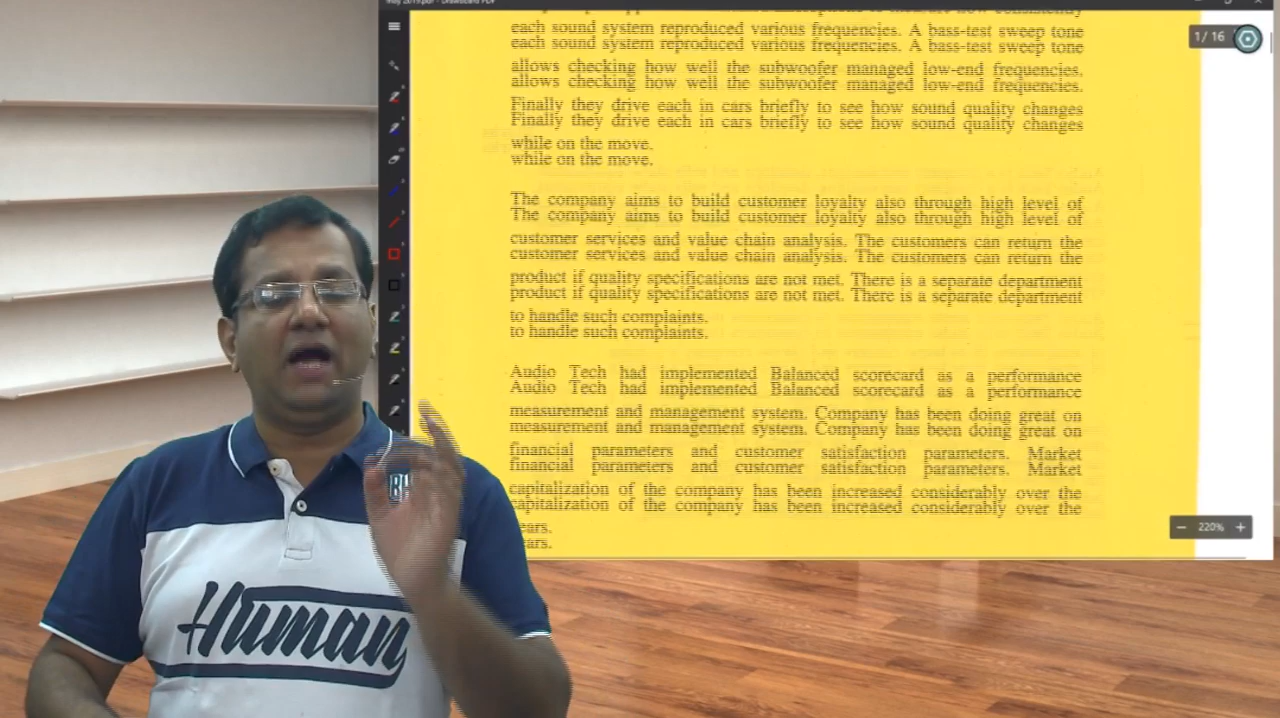 each sound system reproduced various frequencies. A bass-test sweep tone
each sound system reproduced various frequencies. A bass-test sweep tone
1/ 16
allows checking how well the subwoofer managed low-end frequencies.
allows checking how well the subwoofer managed low-end frequencies.
Finally they drive each in cars briefly to see how sound quality changes
Finally they drive each in cars briefly to see how sound quality changes
while on the move.
while on the move.
The company aims to build customer loyalty also through high level of
The company aims to build customer loyalty also through high level of
customer services and value chain analysis. The customers can return the
customer services and value chain analysis. The customers can return the
product if quality specifications are not met. There is a separate department
product if quality specifications are not met. There is a separate department
to handle such complaints.
to handle such complaints.
Audio Tech had implemented Balanced scorecard as a performance
Audio Tech had implemented Balanced scorecard as a performance
measurement and management system. Company has been doing great on
measurement and management system. Company has been doing great on
financial parameters and customer satisfaction parameters. Market
financial parameters and customer satisfaction parameters. Market
capitalization of the company has been increased considerably over the
capitalization of the company has been increased considerably over the
220%
Human